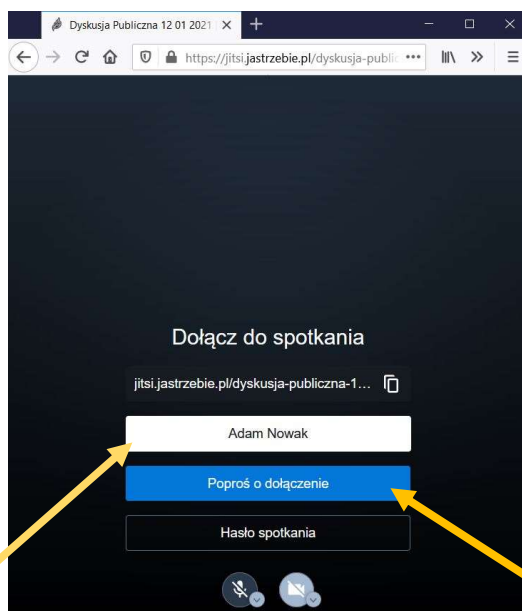 Dyskusja Publiczna 12 01 2021
https://jitsi.jastrzebie.pl/dyskusja-public
Dołącz do spotkania
jitsi.jastrzebie.pl/dyskusja-publiczna-1...
Adam Nowak
Poproś o dołączenie
Hasło spotkania